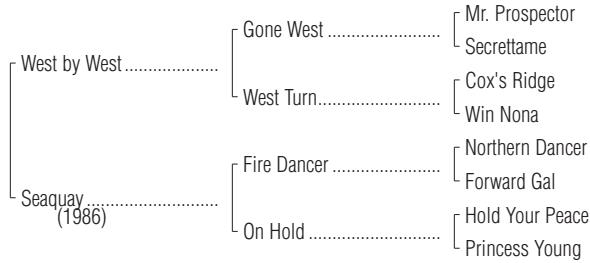 Mr. Prospector
Gone West ....................
Secrettame
West by West ....................
Cox's Ridge
West Turn..........................
Win Nona
Northern Dancer
Fire Dancer .......................
Forward Gal
Seaquay ............................
(1986)
Hold Your Peace
On Hold ............................
Princess Young